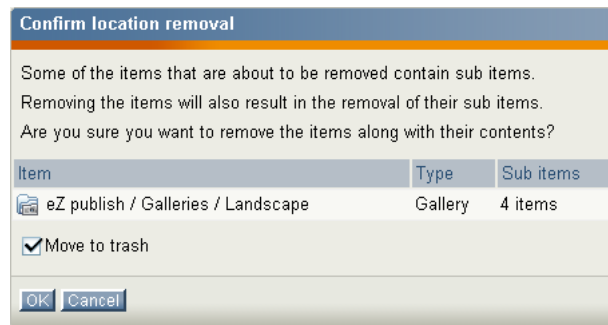 Confirm location removal
Some of the items that are about to be removed contain sub items.
Removing the items will also result in the removal of their sub items.
Are you sure you want to remove the items along with their contents?
Item Type Sub items
eZ publish / Galleries / Landscape Gallery 4 items
Move to trash
OK Cancel